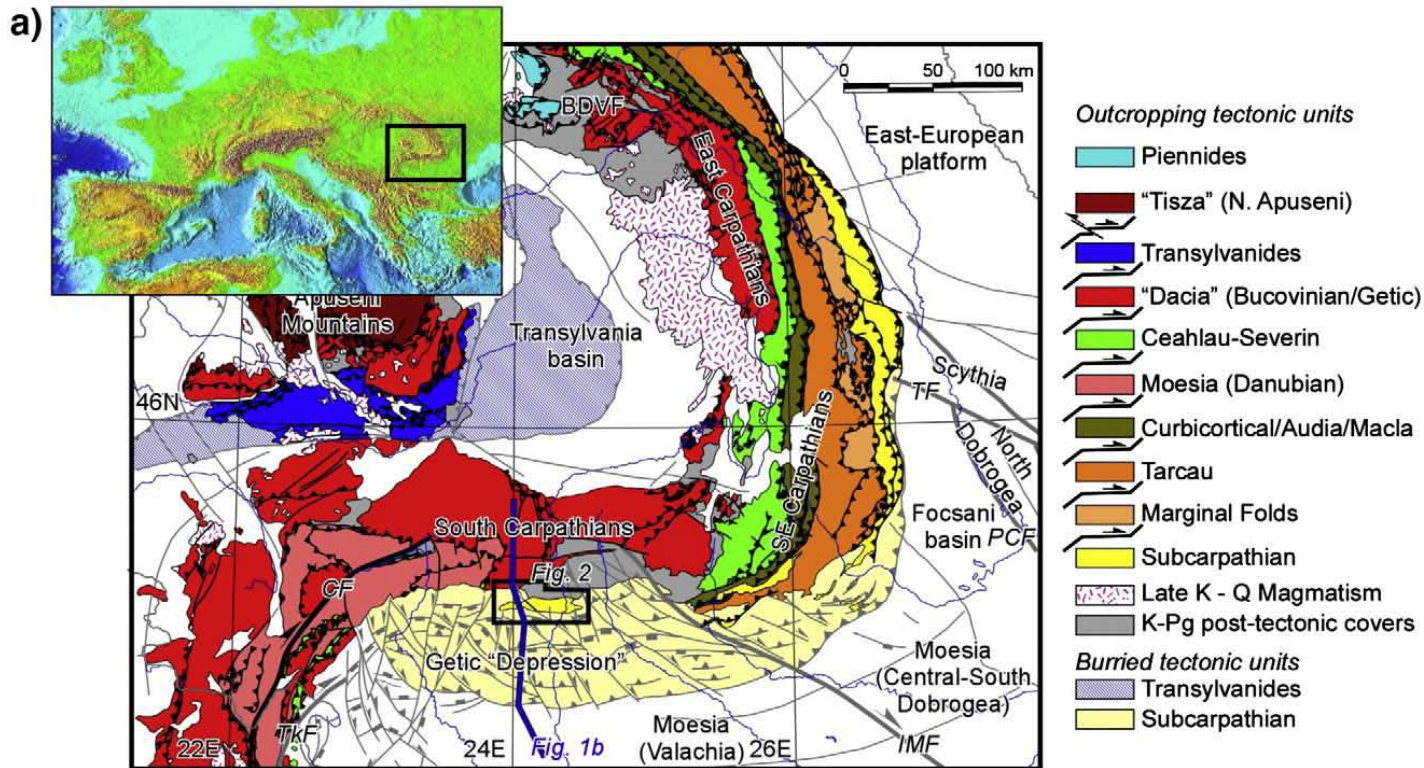 a)
0 50 100 km
BDVF
East Carpathians
East-European
platform
Apuseni
Mountains
Transylvania
basin
46N
Scythia
TF
North
Dobrogea
SE Carpathians
South Carpathians
Focsani
basin
PCF
Fig. 2
CF
Getic "Depression"
Moesia
(Central-South
Dobrogea)
TkF
22E
24E
Fig. 1b
Moesia
(Valachia)
26E
IMF
Outcropping tectonic units
Piennides
"Tisza" (N. Apuseni)
Transylvanides
"Dacia" (Bucovinian/Getic)
Ceahlau-Severin
Moesia (Danubian)
Curbicortical/Audia/Macla
Tarcau
Marginal Folds
Subcarpathian
Late K - Q Magmatism
K-Pg post-tectonic covers
Burried tectonic units
Transylvanides
Subcarpathian